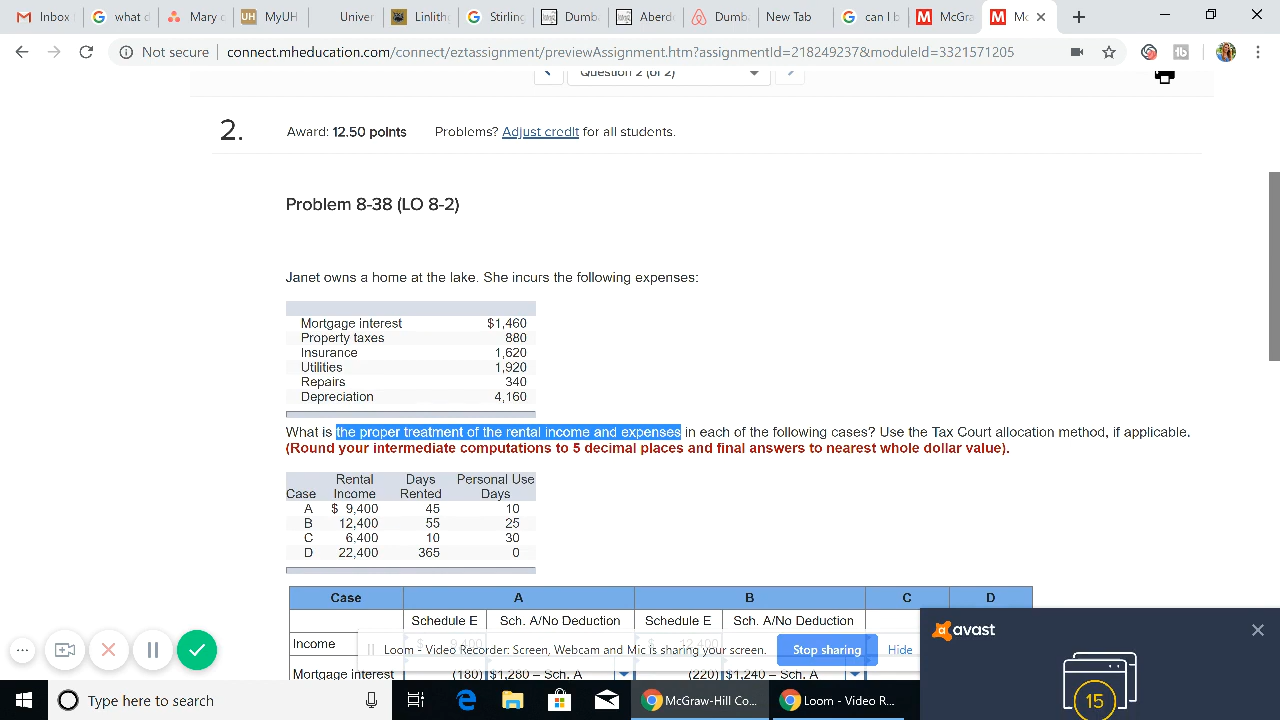 Inbox
what d
Mary c
My U
Univer
Linlith
Stirling
Dumb
Aberd
Dumb
New Tab
can I b
McGra
Mc
Not secure connect.mheducation.com/connect/eztassignment/previewAssignment.htm?assignmentId=218249237&moduleId=3321571205
Question 2 (of 2)
2. Award: 12.50 points Problems? Adjust credit for all students.
Problem 8-38 (LO 8-2)
Janet owns a home at the lake. She incurs the following expenses:
Mortgage interest $1,460
Property taxes 880
Insurance 1,620
Utilities 1,920
Repairs 340
Depreciation 4,160
What is the proper treatment of the rental income and expenses in each of the following cases? Use the Tax Court allocation method, if applicable.
(Round your intermediate computations to 5 decimal places and final answers to nearest whole dollar value).
Rental Days Personal Use
Case Income Rented Days
A $ 9,400 45 10
B 12,400 55 25
C 6,400 10 30
D 22,400 365 0
Case A B C D
Schedule E Sch. A/No Deduction Schedule E Sch. A/No Deduction
Income $ 9,400 $ 12,400
Mortgage interest (180) $1,280 – Sch. A (220) $1,240 – Sch. A
Loom - Video Recorder: Screen, Webcam and Mic is sharing your screen. Stop sharing Hide
avast
15
Type here to search
McGraw-Hill Co...
Loom - Video R...